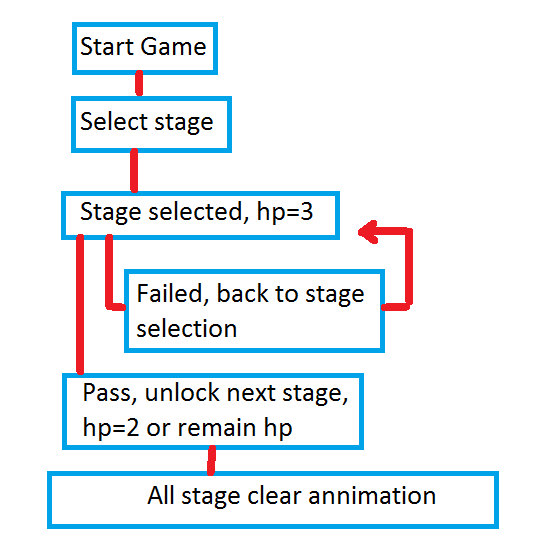 Start Game
Select stage
Stage selected, hp=3
Failed, back to stage
selection
Pass, unlock next stage,
hp=2 or remain hp
All stage clear annimation